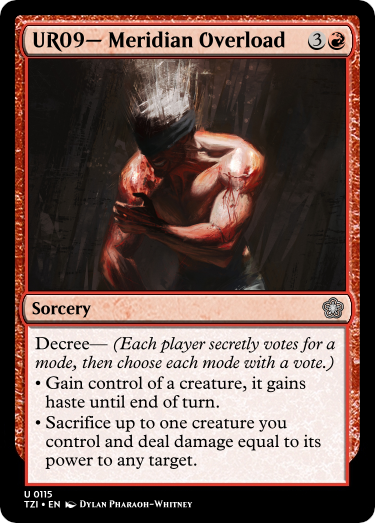 UR09— Meridian Overload 3
Sorcery
Decree— (Each player secretly votes for a
mode, then choose each mode with a vote.)
• Gain control of a creature, it gains
haste until end of turn.
• Sacrifice up to one creature you
control and deal damage equal to its
power to any target.
U 0115
TZI • EN Dylan Pharaoh-Whitney